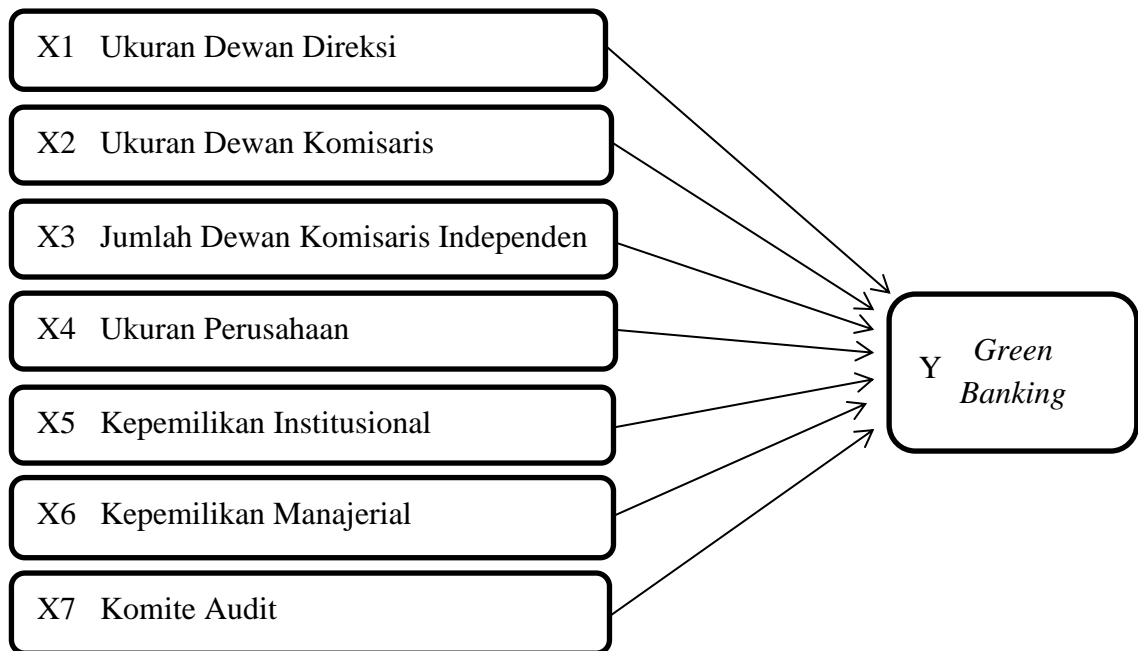 X1 Ukuran Dewan Direksi
X2 Ukuran Dewan Komisaris
X3 Jumlah Dewan Komisaris Independen
X4 Ukuran Perusahaan
X5 Kepemilikan Institusional
X6 Kepemilikan Manajerial
X7 Komite Audit
Y Green
Banking